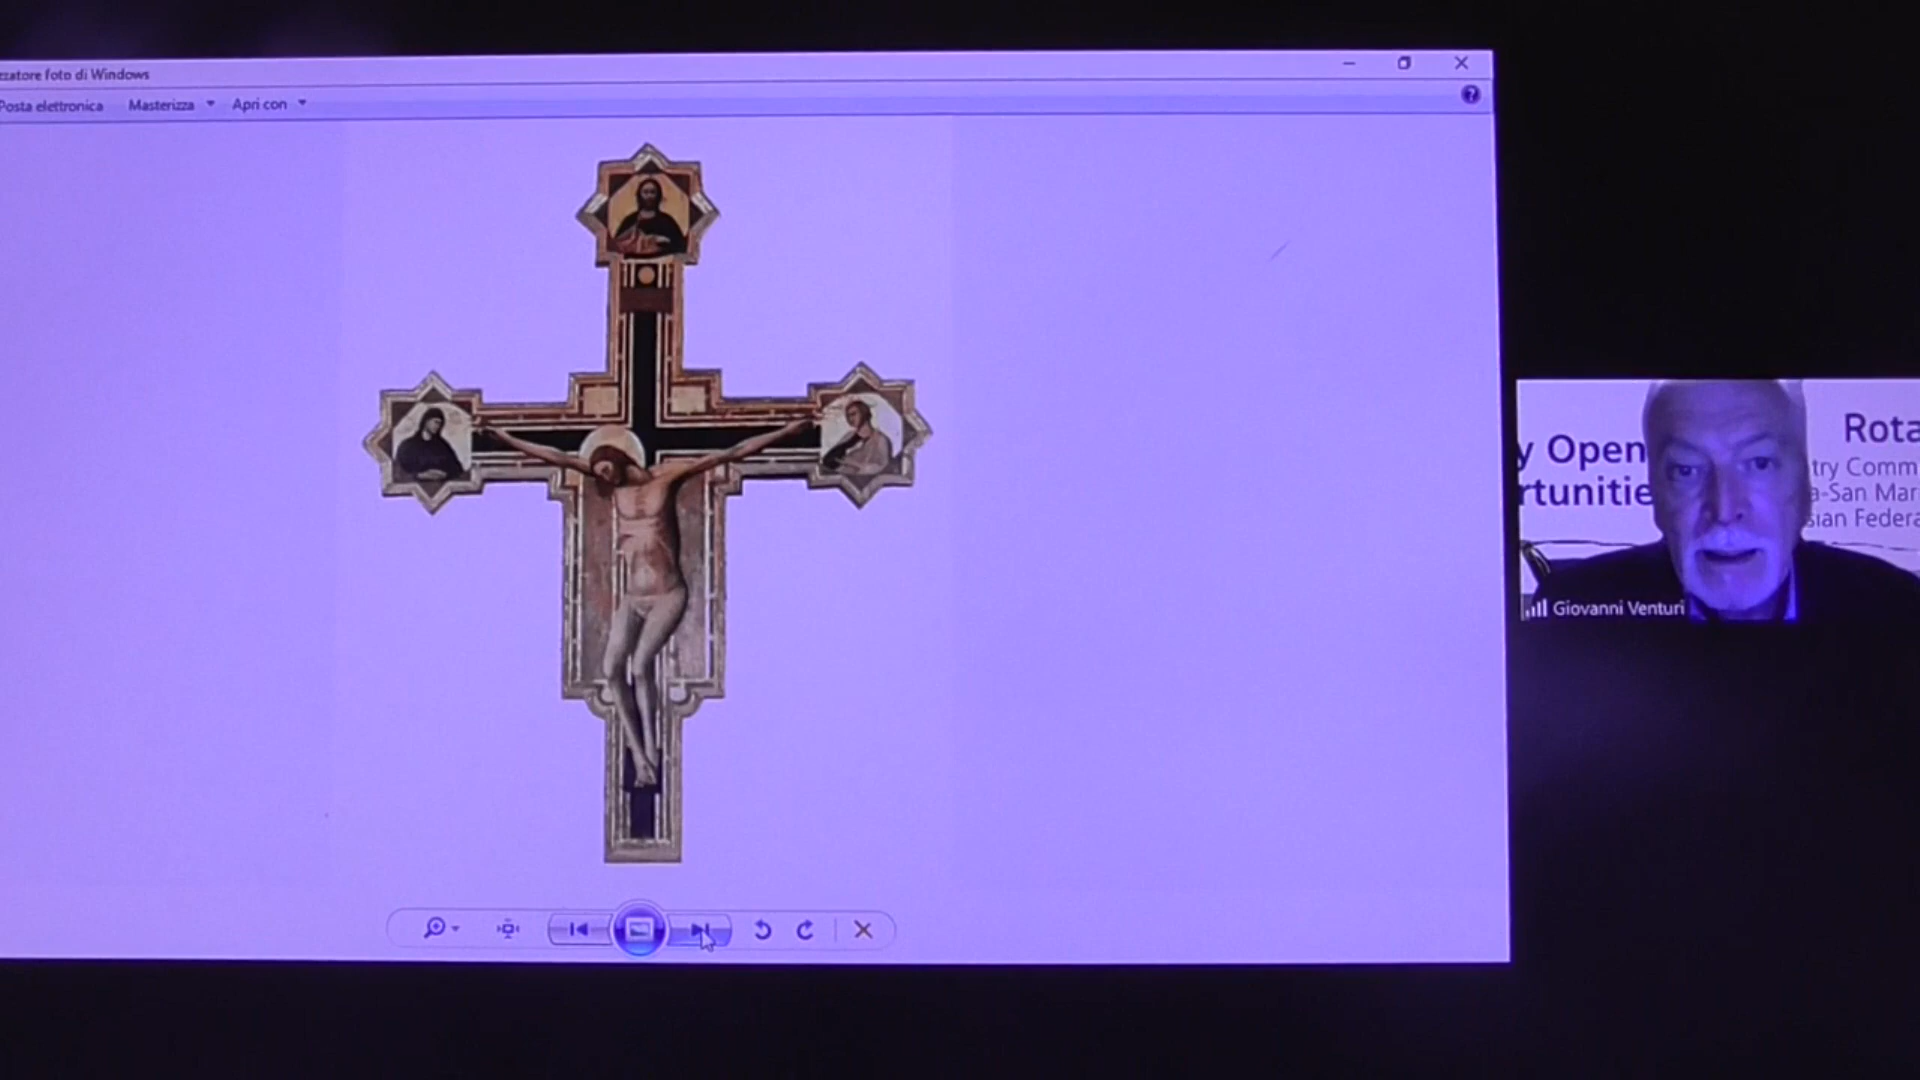 zzatore foto di Windows
Posta elettronica Masterizza Apri con
y Open
rtunitie
Rota
try Comm
a-San Mar
sian Federa
Giovanni Venturi